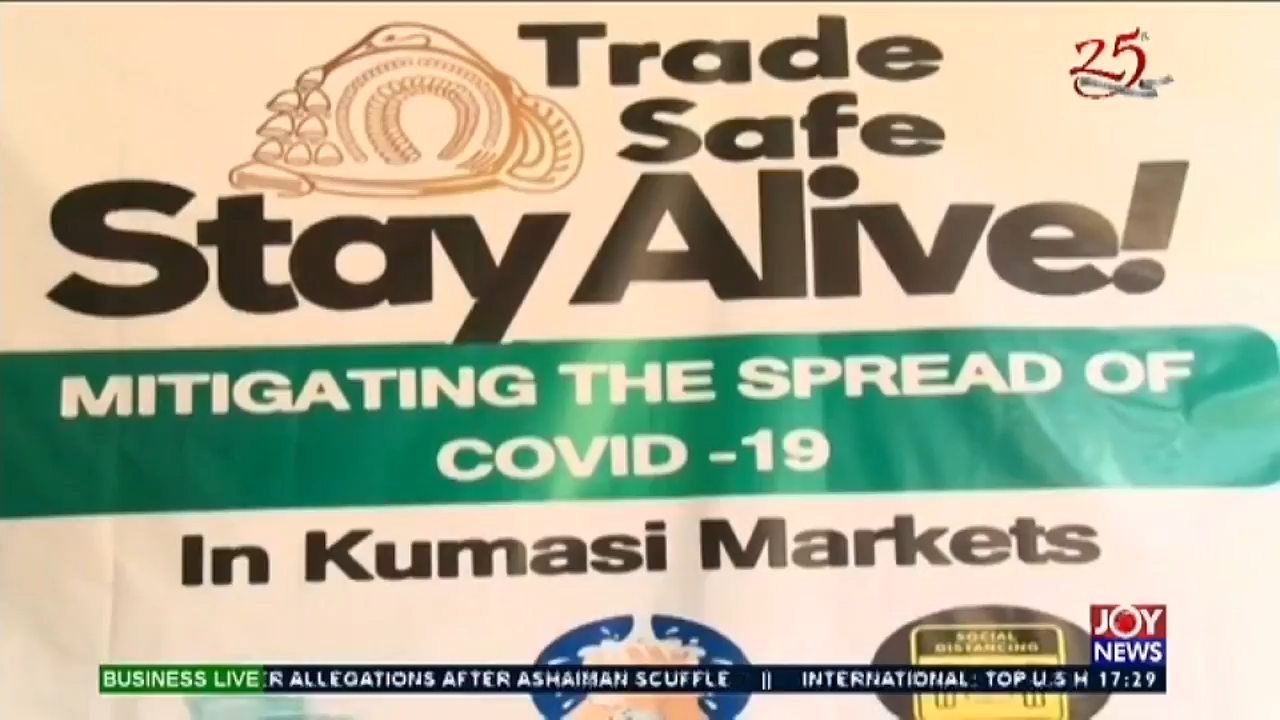 Trade
25
Safe
Stay Alive!
MITIGATING THE SPREAD OF
COVID -19
In Kumasi Markets
SOCIAL
DISTANCING
JOY
NEWS
BUSINESS LIVE R ALLEGATIONS AFTER ASHAIMAN SCUFFLE || INTERNATIONAL: TOP U.S H 17:29